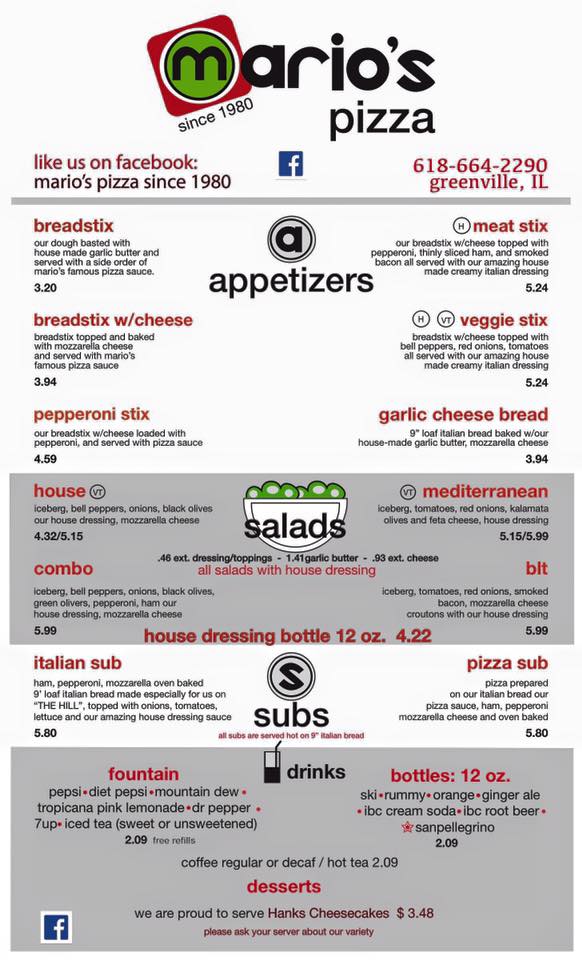 mario's
since 1980
pizza
like us on facebook:
mario's pizza since 1980
f
618-664-2290
greenville, IL
a
appetizers
breadstix
our dough basted with
house made garlic butter and
served with a side order of
mario's famous pizza sauce.
3.20
H meat stix
our breadstix w/cheese topped with
pepperoni, thinly sliced ham, and smoked
bacon all served with our amazing house
made creamy italian dressing
5.24
breadstix w/cheese
breadstix topped and baked
with mozzarella cheese
and served with mario's
famous pizza sauce
3.94
H VT veggie stix
breadstix w/cheese topped with
bell peppers, red onions, tomatoes
all served with our amazing house
made creamy italian dressing
5.24
pepperoni stix
our breadstix w/cheese loaded with
pepperoni, and served with pizza sauce
4.59
garlic cheese bread
9" loaf italian bread baked w/our
house-made garlic butter, mozzarella cheese
3.94
salads
house VT
iceberg, bell peppers, onions, black olives
our house dressing, mozzarella cheese
4.32/5.15
VT mediterranean
iceberg, tomatoes, red onions, kalamata
olives and feta cheese, house dressing
5.15/5.99
.46 ext. dressing/toppings - 1.41garlic butter - .93 ext. cheese
all salads with house dressing
combo
iceberg, bell peppers, onions, black olives,
green olivers, pepperoni, ham our
house dressing, mozzarella cheese
5.99
blt
iceberg, tomatoes, red onions, smoked
bacon, mozzarella cheese
croutons with our house dressing
5.99
house dressing bottle 12 oz. 4.22
s
subs
all subs are served hot on 9" italian bread
italian sub
ham, pepperoni, mozzarella oven baked
9' loaf italian bread made especially for us on
"THE HILL", topped with onions, tomatoes,
lettuce and our amazing house dressing sauce
5.80
pizza sub
pizza prepared
on our italian bread our
pizza sauce, ham, pepperoni
mozzarella cheese and oven baked
5.80
drinks
fountain
pepsi•diet pepsi•mountain dew•
tropicana pink lemonade•dr pepper •
7up• iced tea (sweet or unsweetened)
2.09 free refills
bottles: 12 oz.
ski•rummy•orange•ginger ale
•ibc cream soda•ibc root beer•
sanpellegrino
2.09
coffee regular or decaf / hot tea 2.09
desserts
we are proud to serve Hanks Cheesecakes $ 3.48
please ask your server about our variety
f